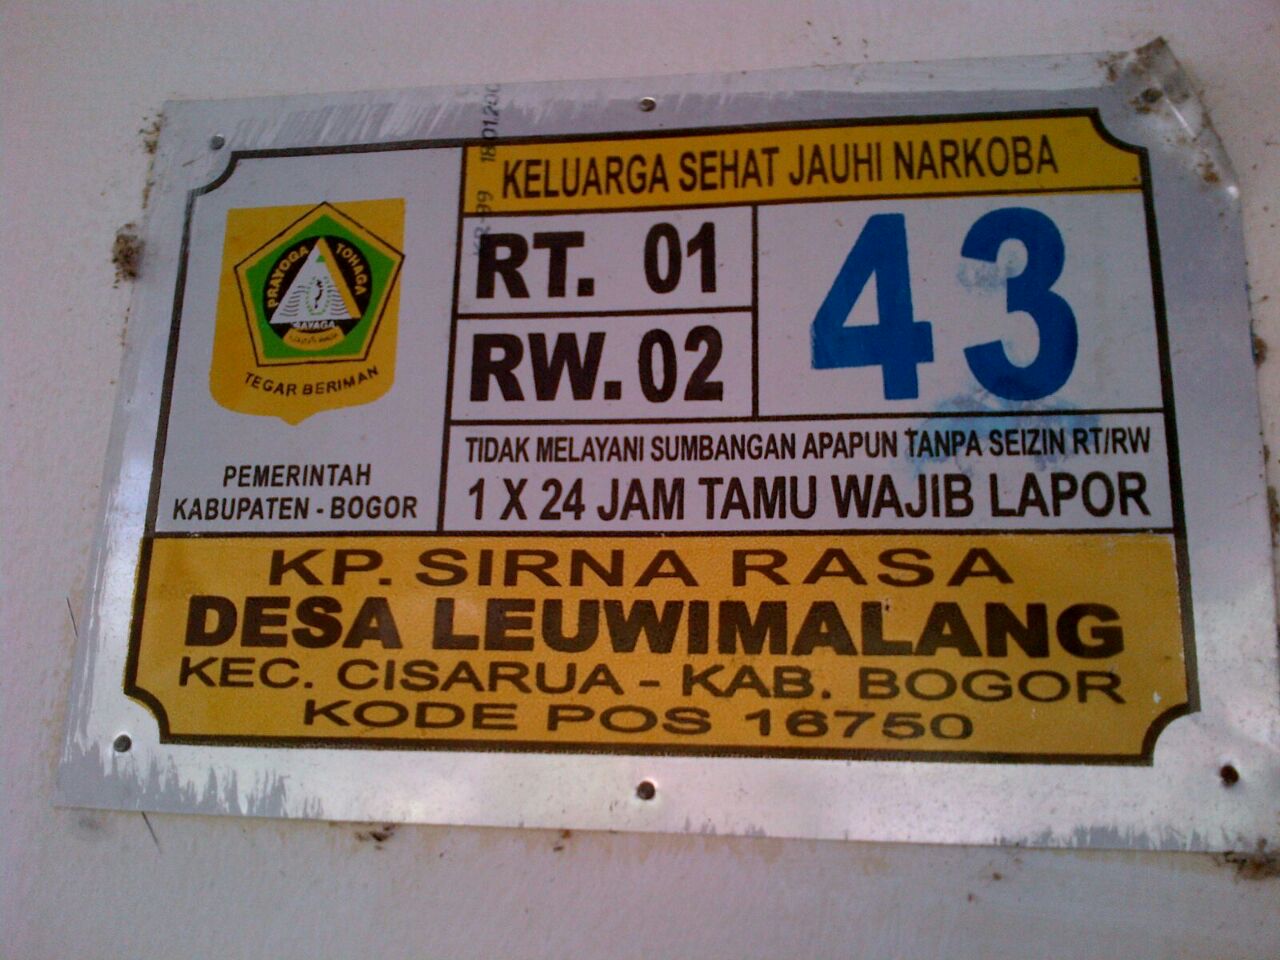 KELUARGA SEHAT JAUHI NARKOBA
PRAYOGA TOHAGA
SAYAGA
TEGAR BERIMAN
PEMERINTAH
KABUPATEN - BOGOR
RT. 01
RW. 02
43
TIDAK MELAYANI SUMBANGAN APAPUN TANPA SEIZIN RT/RW
1 X 24 JAM TAMU WAJIB LAPOR
KP. SIRNA RASA
DESA LEUWIMALANG
KEC. CISARUA - KAB. BOGOR
KODE POS 16750